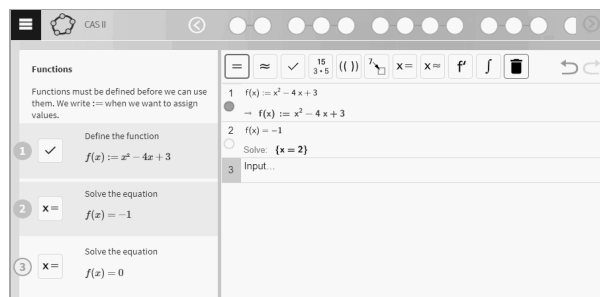 CAS II
Functions
Functions must be defined before we can use
them. We write := when we want to assign
values.
1
Define the function
f(x) := x² − 4x + 3
2
x=
Solve the equation
f(x) = −1
3
x=
Solve the equation
f(x) = 0
= ≈ ✓ 15 3·5 (( )) 7 x= x≈ f′ ∫
1 f(x) := x² − 4 x + 3
→ f(x) := x² − 4 x + 3
2 f(x) = −1
Solve: {x = 2}
3 Input…